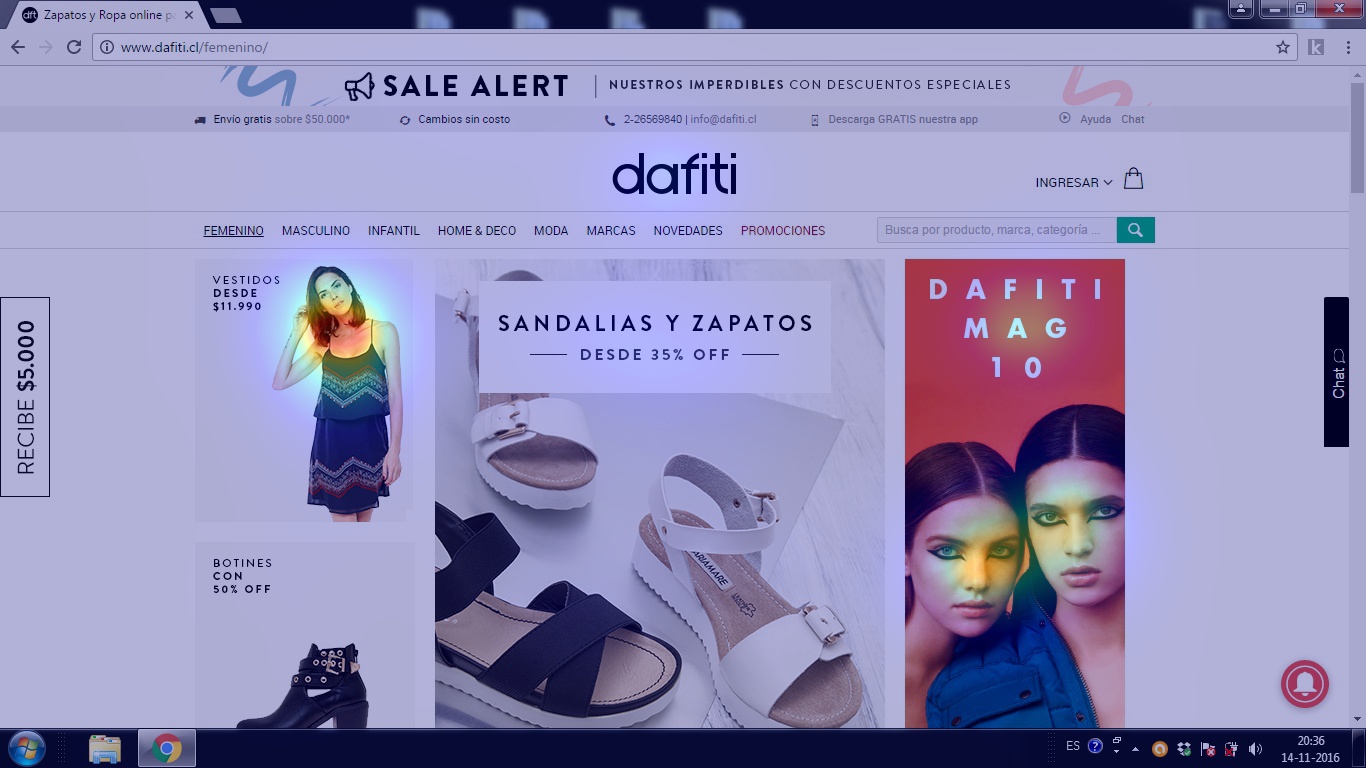 Zapatos y Ropa online pa
www.dafiti.cl/femenino/
SALE ALERT
NUESTROS IMPERDIBLES CON DESCUENTOS ESPECIALES
Envío gratis sobre $50.000*
Cambios sin costo
2-26569840 | info@dafiti.cl
Descarga GRATIS nuestra app
Ayuda Chat
dafiti
INGRESAR
FEMENINO MASCULINO INFANTIL HOME & DECO MODA MARCAS NOVEDADES PROMOCIONES
Busca por producto, marca, categoría ...
VESTIDOS
DESDE
$11.990
SANDALIAS Y ZAPATOS
DESDE 35% OFF
DAFITI
MAG
10
RECIBE $5.000
Chat
BOTINES
CON
50% OFF
ES
20:36
14-11-2016